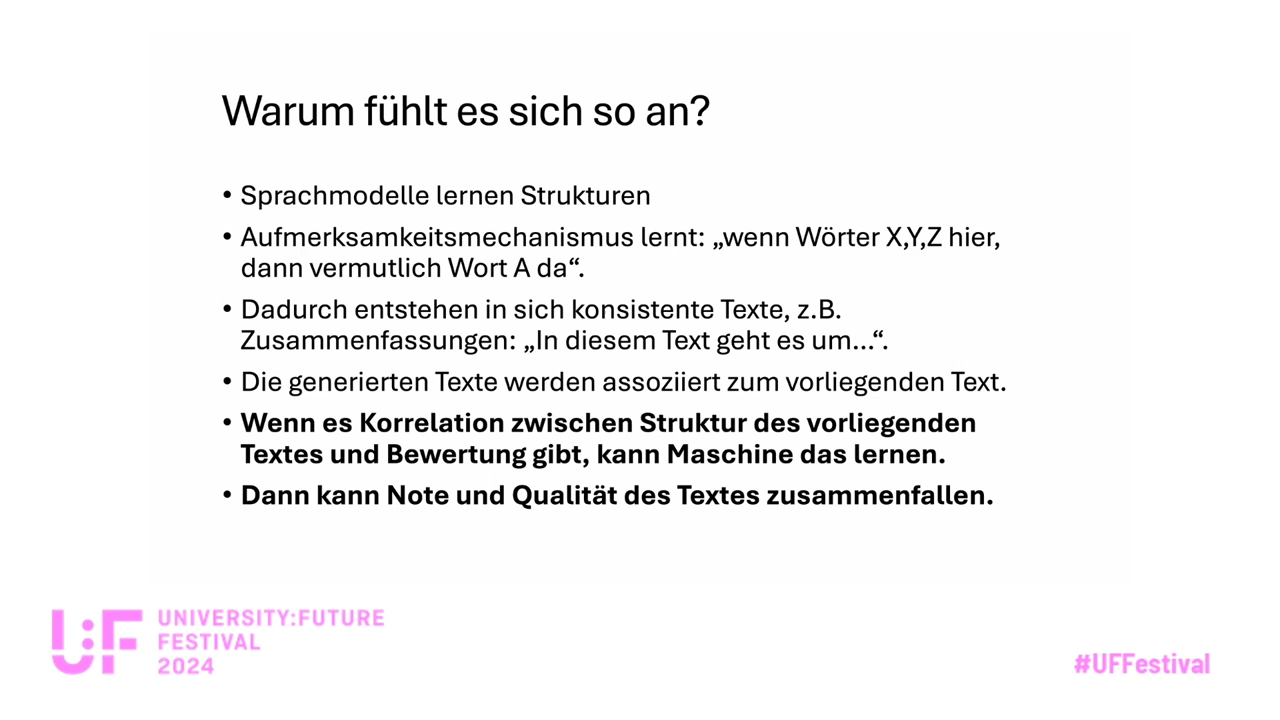 Warum fühlt es sich so an?
• Sprachmodelle lernen Strukturen
• Aufmerksamkeitsmechanismus lernt: „wenn Wörter X,Y,Z hier,
dann vermutlich Wort A da“.
• Dadurch entstehen in sich konsistente Texte, z.B.
Zusammenfassungen: „In diesem Text geht es um...“.
• Die generierten Texte werden assoziiert zum vorliegenden Text.
• Wenn es Korrelation zwischen Struktur des vorliegenden
Textes und Bewertung gibt, kann Maschine das lernen.
• Dann kann Note und Qualität des Textes zusammenfallen.
U:F
UNIVERSITY:FUTURE
FESTIVAL
2024
#UFFestival